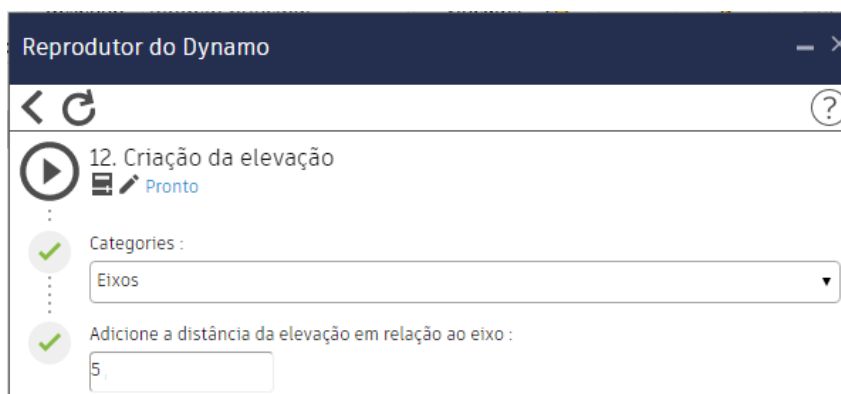 Reprodutor do Dynamo
?
12. Criação da elevação
Pronto
Categories :
Eixos
Adicione a distância da elevação em relação ao eixo :
5